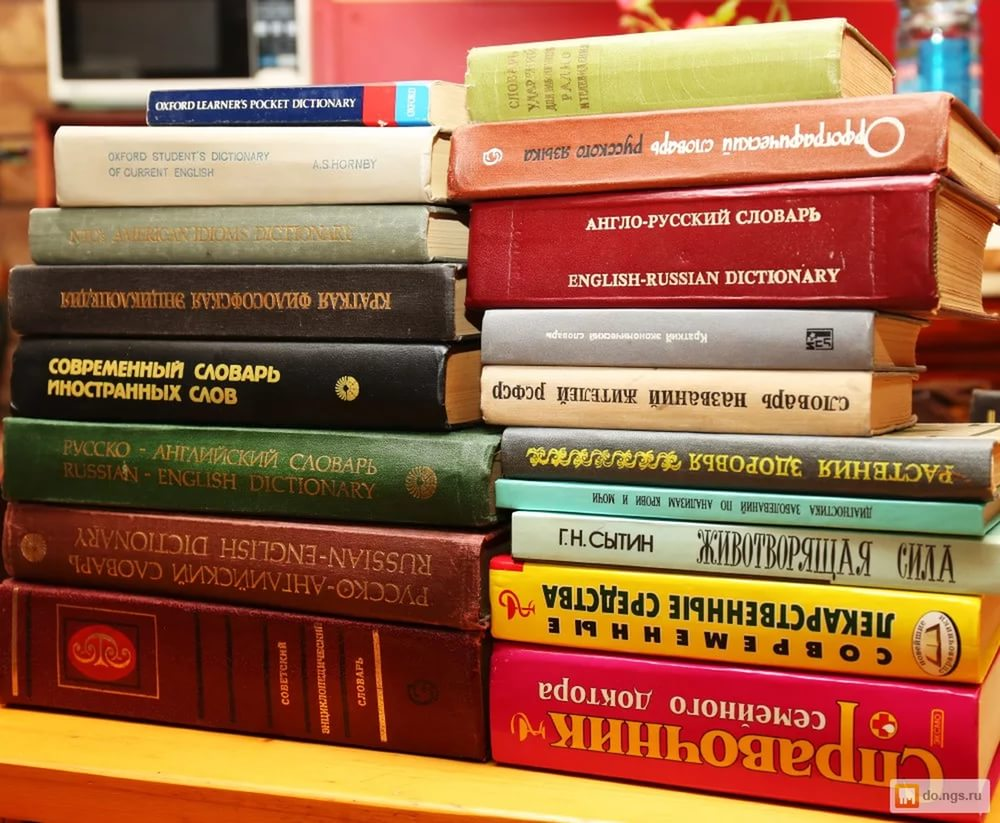 OXFORD LEARNER'S POCKET DICTIONARY
OXFORD
OXFORD STUDENT'S DICTIONARY
OF CURRENT ENGLISH
A.S.HORNBY
AMERICAN IDIOMS DICTIONARY
КРАТКАЯ ФИЛОСОФСКАЯ ЭНЦИКЛОПЕДИЯ
СОВРЕМЕННЫЙ СЛОВАРЬ
ИНОСТРАННЫХ СЛОВ
РУССКО - АНГЛИЙСКИЙ СЛОВАРЬ
RUSSIAN - ENGLISH DICTIONARY
РУССКО-АНГЛИЙСКИЙ СЛОВАРЬ
RUSSIAN-ENGLISH DICTIONARY
СОВЕТСКИЙ
ЭНЦИКЛОПЕДИЧЕСКИЙ
СЛОВАРЬ
СЛОВАРЬ
УДАРЕНИЙ
РАДИО
И ТЕЛЕВИДЕНИЯ
Орфографический словарь
русского языка
АНГЛО-РУССКИЙ СЛОВАРЬ
ENGLISH-RUSSIAN DICTIONARY
Краткий экономический словарь
СЛОВАРЬ НАЗВАНИЙ ЖИТЕЛЕЙ РСФСР
РАСТЕНИЯ ЗДОРОВЬЯ
ДИАГНОСТИКА ЗАБОЛЕВАНИЙ ПО АНАЛИЗАМ КРОВИ И МОЧИ
Г.Н.СЫТИН
ЖИВОТВОРЯЩАЯ СИЛА
СОВРЕМЕННЫЕ
ЛЕКАРСТВЕННЫЕ СРЕДСТВА
Справочник
семейного доктора
do.ngs.ru